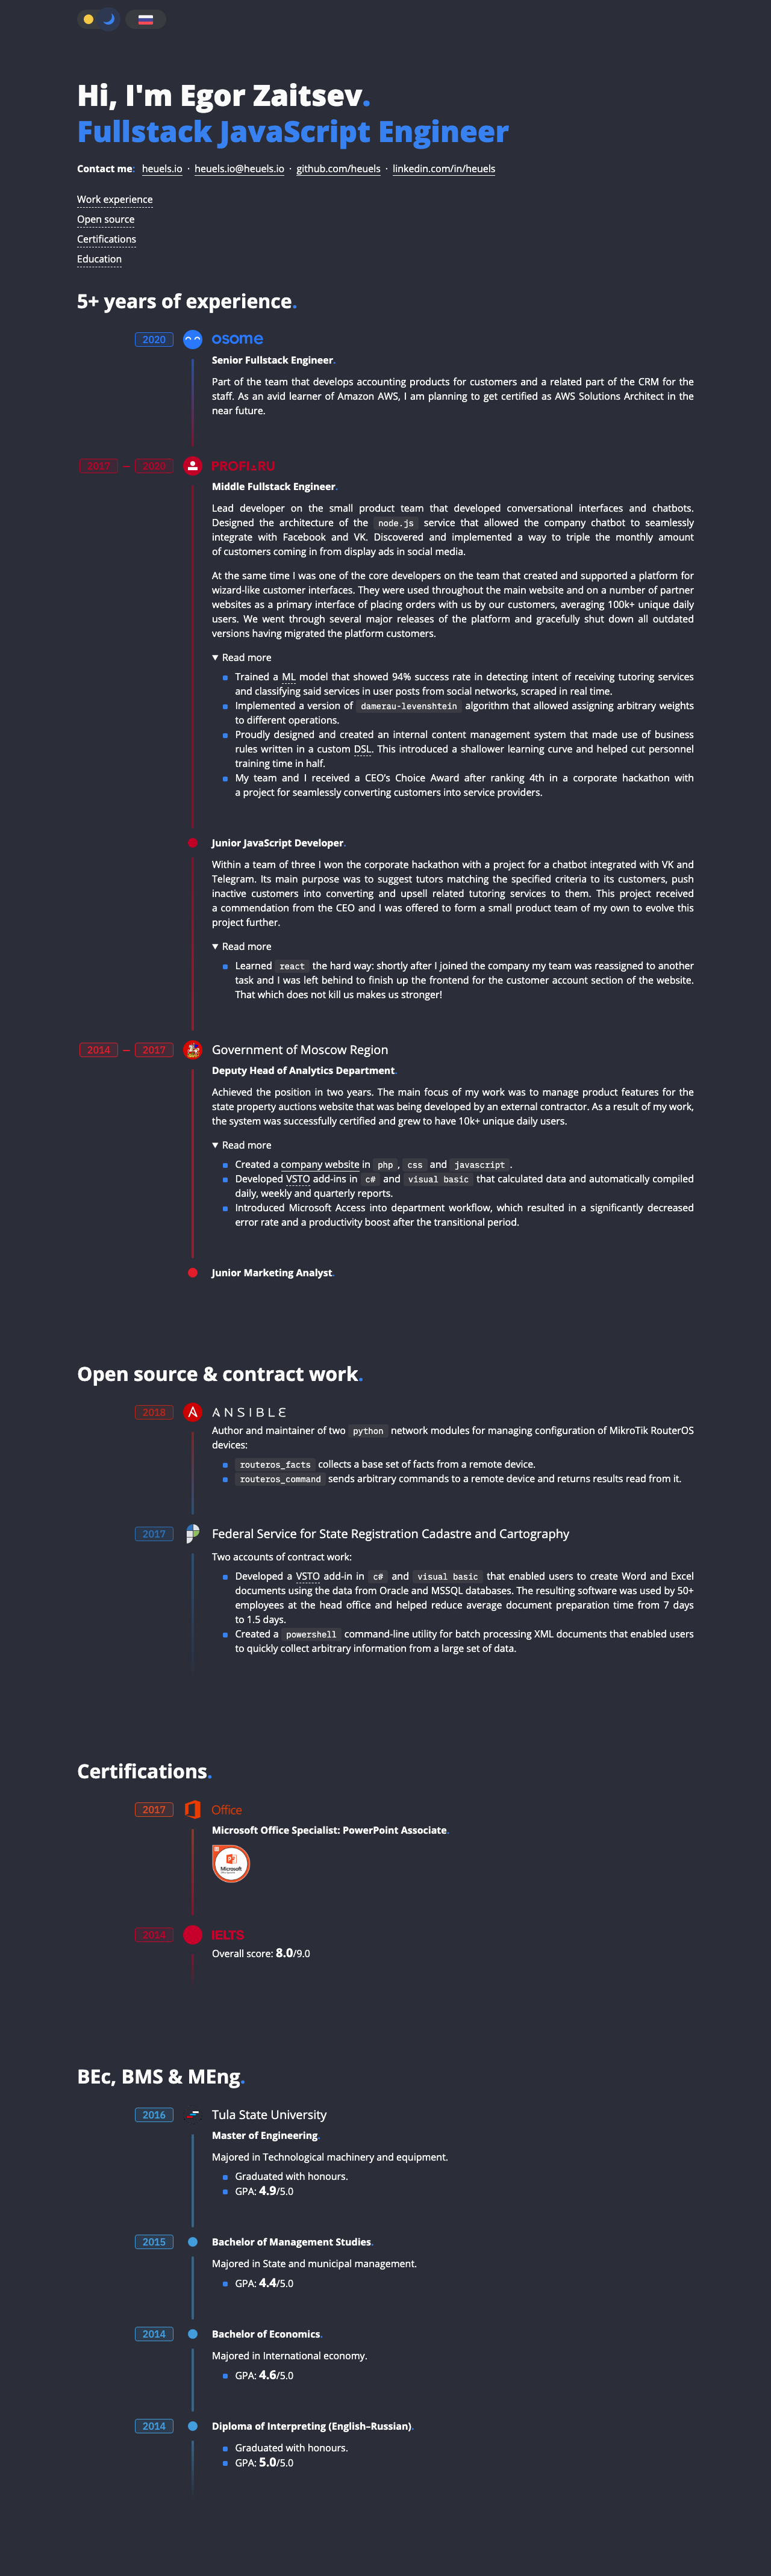 Hi, I'm Egor Zaitsev.
Fullstack JavaScript Engineer
Contact me: heuels.io · heuels.io@heuels.io · github.com/heuels · linkedin.com/in/heuels
Work experience
Open source
Certifications
Education
5+ years of experience.
2020 osome
Senior Fullstack Engineer.
Part of the team that develops accounting products for customers and a related part of the CRM for the
staff. As an avid learner of Amazon AWS, I am planning to get certified as AWS Solutions Architect in the
near future.
2017 — 2020 PROFI.RU
Middle Fullstack Engineer.
Lead developer on the small product team that developed conversational interfaces and chatbots.
Designed the architecture of the node.js service that allowed the company chatbot to seamlessly
integrate with Facebook and VK. Discovered and implemented a way to triple the monthly amount
of customers coming in from display ads in social media.
At the same time I was one of the core developers on the team that created and supported a platform for
wizard-like customer interfaces. They were used throughout the main website and on a number of partner
websites as a primary interface of placing orders with us by our customers, averaging 100k+ unique daily
users. We went through several major releases of the platform and gracefully shut down all outdated
versions having migrated the platform customers.
▼ Read more
Trained a ML model that showed 94% success rate in detecting intent of receiving tutoring services
and classifying said services in user posts from social networks, scraped in real time.
Implemented a version of damerau-levenshtein algorithm that allowed assigning arbitrary weights
to different operations.
Proudly designed and created an internal content management system that made use of business
rules written in a custom DSL. This introduced a shallower learning curve and helped cut personnel
training time in half.
My team and I received a CEO’s Choice Award after ranking 4th in a corporate hackathon with
a project for seamlessly converting customers into service providers.
Junior JavaScript Developer.
Within a team of three I won the corporate hackathon with a project for a chatbot integrated with VK and
Telegram. Its main purpose was to suggest tutors matching the specified criteria to its customers, push
inactive customers into converting and upsell related tutoring services to them. This project received
a commendation from the CEO and I was offered to form a small product team of my own to evolve this
project further.
▼ Read more
Learned react the hard way: shortly after I joined the company my team was reassigned to another
task and I was left behind to finish up the frontend for the customer account section of the website.
That which does not kill us makes us stronger!
2014 — 2017 Government of Moscow Region
Deputy Head of Analytics Department.
Achieved the position in two years. The main focus of my work was to manage product features for the
state property auctions website that was being developed by an external contractor. As a result of my work,
the system was successfully certified and grew to have 10k+ unique daily users.
▼ Read more
Created a company website in php , css and javascript .
Developed VSTO add-ins in c# and visual basic that calculated data and automatically compiled
daily, weekly and quarterly reports.
Introduced Microsoft Access into department workflow, which resulted in a significantly decreased
error rate and a productivity boost after the transitional period.
Junior Marketing Analyst.
Open source & contract work.
2018 ANSIBLE
Author and maintainer of two python network modules for managing configuration of MikroTik RouterOS
devices:
routeros_facts collects a base set of facts from a remote device.
routeros_command sends arbitrary commands to a remote device and returns results read from it.
2017 Federal Service for State Registration Cadastre and Cartography
Two accounts of contract work:
Developed a VSTO add-in in c# and visual basic that enabled users to create Word and Excel
documents using the data from Oracle and MSSQL databases. The resulting software was used by 50+
employees at the head office and helped reduce average document preparation time from 7 days
to 1.5 days.
Created a powershell command-line utility for batch processing XML documents that enabled users
to quickly collect arbitrary information from a large set of data.
Certifications.
2017 Office
Microsoft Office Specialist: PowerPoint Associate.
Microsoft
2014 IELTS
Overall score: 8.0/9.0
BEc, BMS & MEng.
2016 Tula State University
Master of Engineering.
Majored in Technological machinery and equipment.
Graduated with honours.
GPA: 4.9/5.0
2015 Bachelor of Management Studies.
Majored in State and municipal management.
GPA: 4.4/5.0
2014 Bachelor of Economics.
Majored in International economy.
GPA: 4.6/5.0
2014 Diploma of Interpreting (English–Russian).
Graduated with honours.
GPA: 5.0/5.0